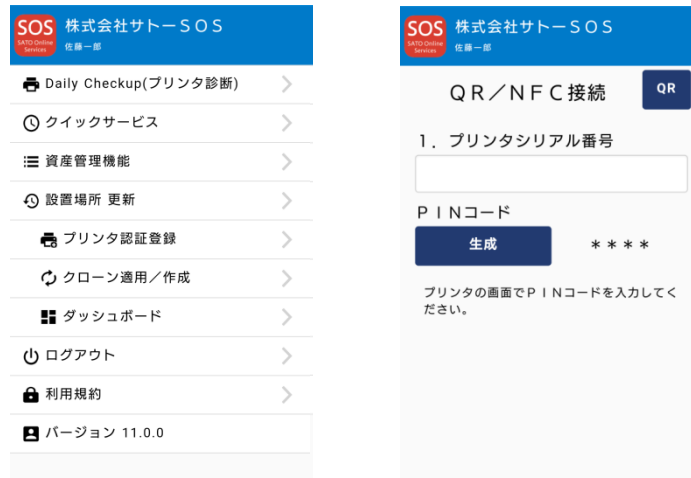 SOS
SATO Online
Services
株式会社サトーSOS
佐藤一郎
Daily Checkup(プリンタ診断)
クイックサービス
資産管理機能
設置場所 更新
プリンタ認証登録
クローン適用／作成
ダッシュボード
ログアウト
利用規約
バージョン 11.0.0
SOS
SATO Online
Services
株式会社サトーSOS
佐藤一郎
QR／NFC接続
QR
1．プリンタシリアル番号
PINコード
生成
＊＊＊＊
プリンタの画面でPINコードを入力してく
ださい。